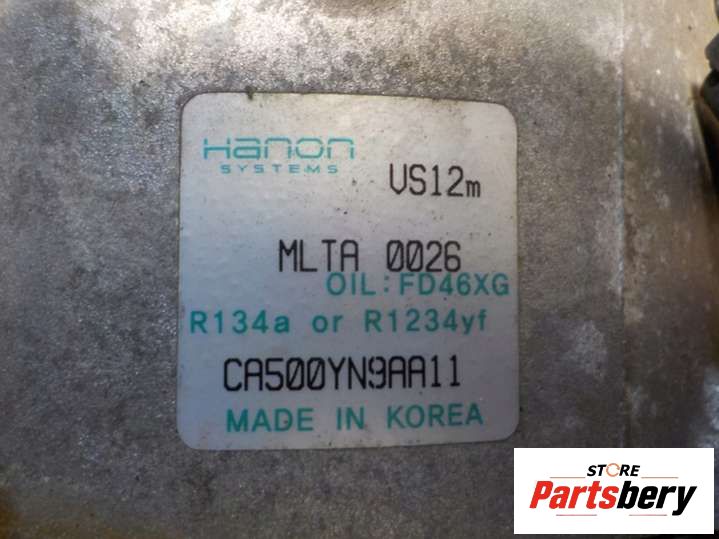 Hanon
SYSTEMS
VS12m
MLTA 0026
OIL:FD46XG
R134a or R1234yf
CA500YN9AA11
MADE IN KOREA
STORE
Partsbery